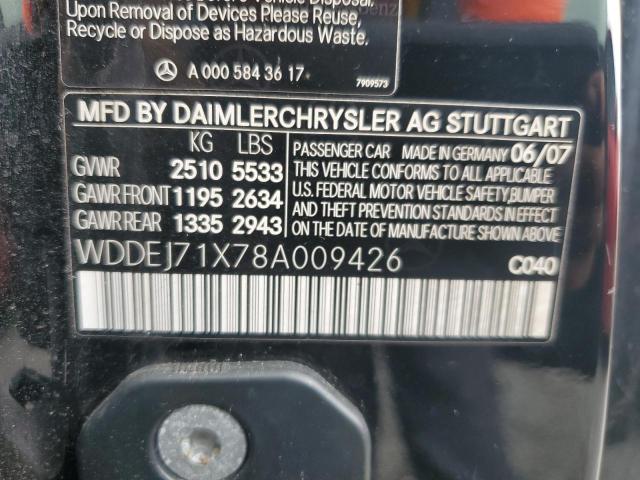 Upon Removal of Devices Please Reuse,
Recycle or Dispose as Hazardous Waste.
A 000 584 36 17
7909573
MFD BY DAIMLERCHRYSLER AG STUTTGART
KG LBS
GVWR 2510 5533
GAWR FRONT 1195 2634
GAWR REAR 1335 2943
PASSENGER CAR MADE IN GERMANY 06/07
THIS VEHICLE CONFORMS TO ALL APPLICABLE
U.S. FEDERAL MOTOR VEHICLE SAFETY, BUMPER
AND THEFT PREVENTION STANDARDS IN EFFECT
ON THE DATE OF MANUFACTURE SHOWN ABOVE.
WDDEJ71X78A009426
C040